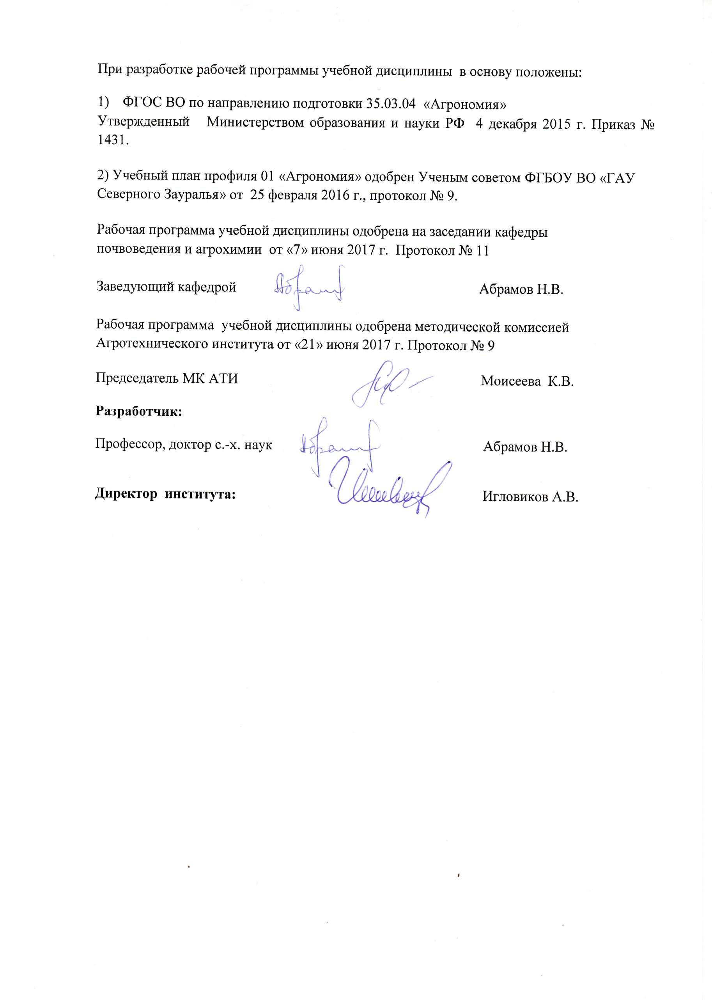 При разработке рабочей программы учебной дисциплины в основу положены:
1) ФГОС ВО по направлению подготовки 35.03.04 «Агрономия»
Утвержденный Министерством образования и науки РФ 4 декабря 2015 г. Приказ №
1431.
2) Учебный план профиля 01 «Агрономия» одобрен Ученым советом ФГБОУ ВО «ГАУ
Северного Зауралья» от 25 февраля 2016 г., протокол № 9.
Рабочая программа учебной дисциплины одобрена на заседании кафедры
почвоведения и агрохимии от «7» июня 2017 г. Протокол № 11
Заведующий кафедрой Абрамов Н.В.
Рабочая программа учебной дисциплины одобрена методической комиссией
Агротехнического института от «21» июня 2017 г. Протокол № 9
Председатель МК АТИ Моисеева К.В.
Разработчик:
Профессор, доктор с.-х. наук Абрамов Н.В.
Директор института: Игловиков А.В.